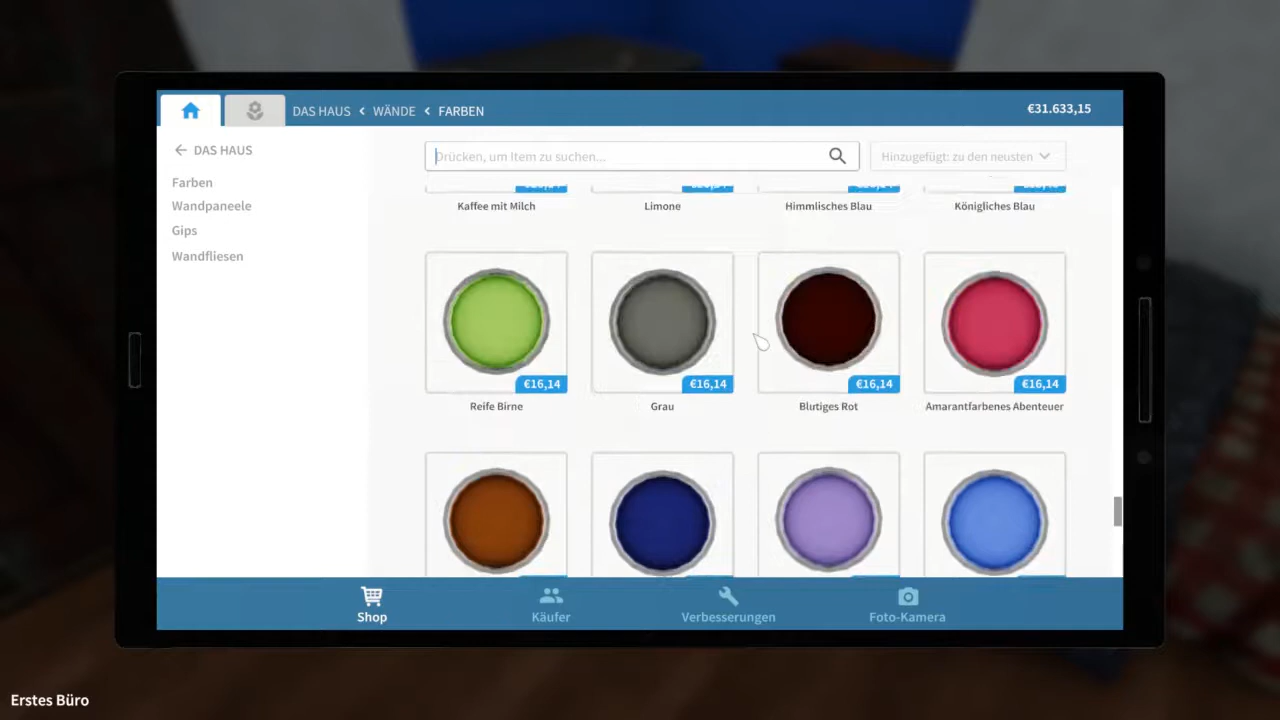 DAS HAUS < WÄNDE < FARBEN
€31.633,15
← DAS HAUS
Drücken, um Item zu suchen...
Hinzugefügt: zu den neusten
Farben
Wandpaneele
Gips
Wandfliesen
Kaffee mit Milch
Limone
Himmlisches Blau
Königliches Blau
€16,14
€16,14
€16,14
€16,14
Reife Birne
Grau
Blutiges Rot
Amarantfarbenes Abenteuer
Shop
Käufer
Verbesserungen
Foto-Kamera
Erstes Büro